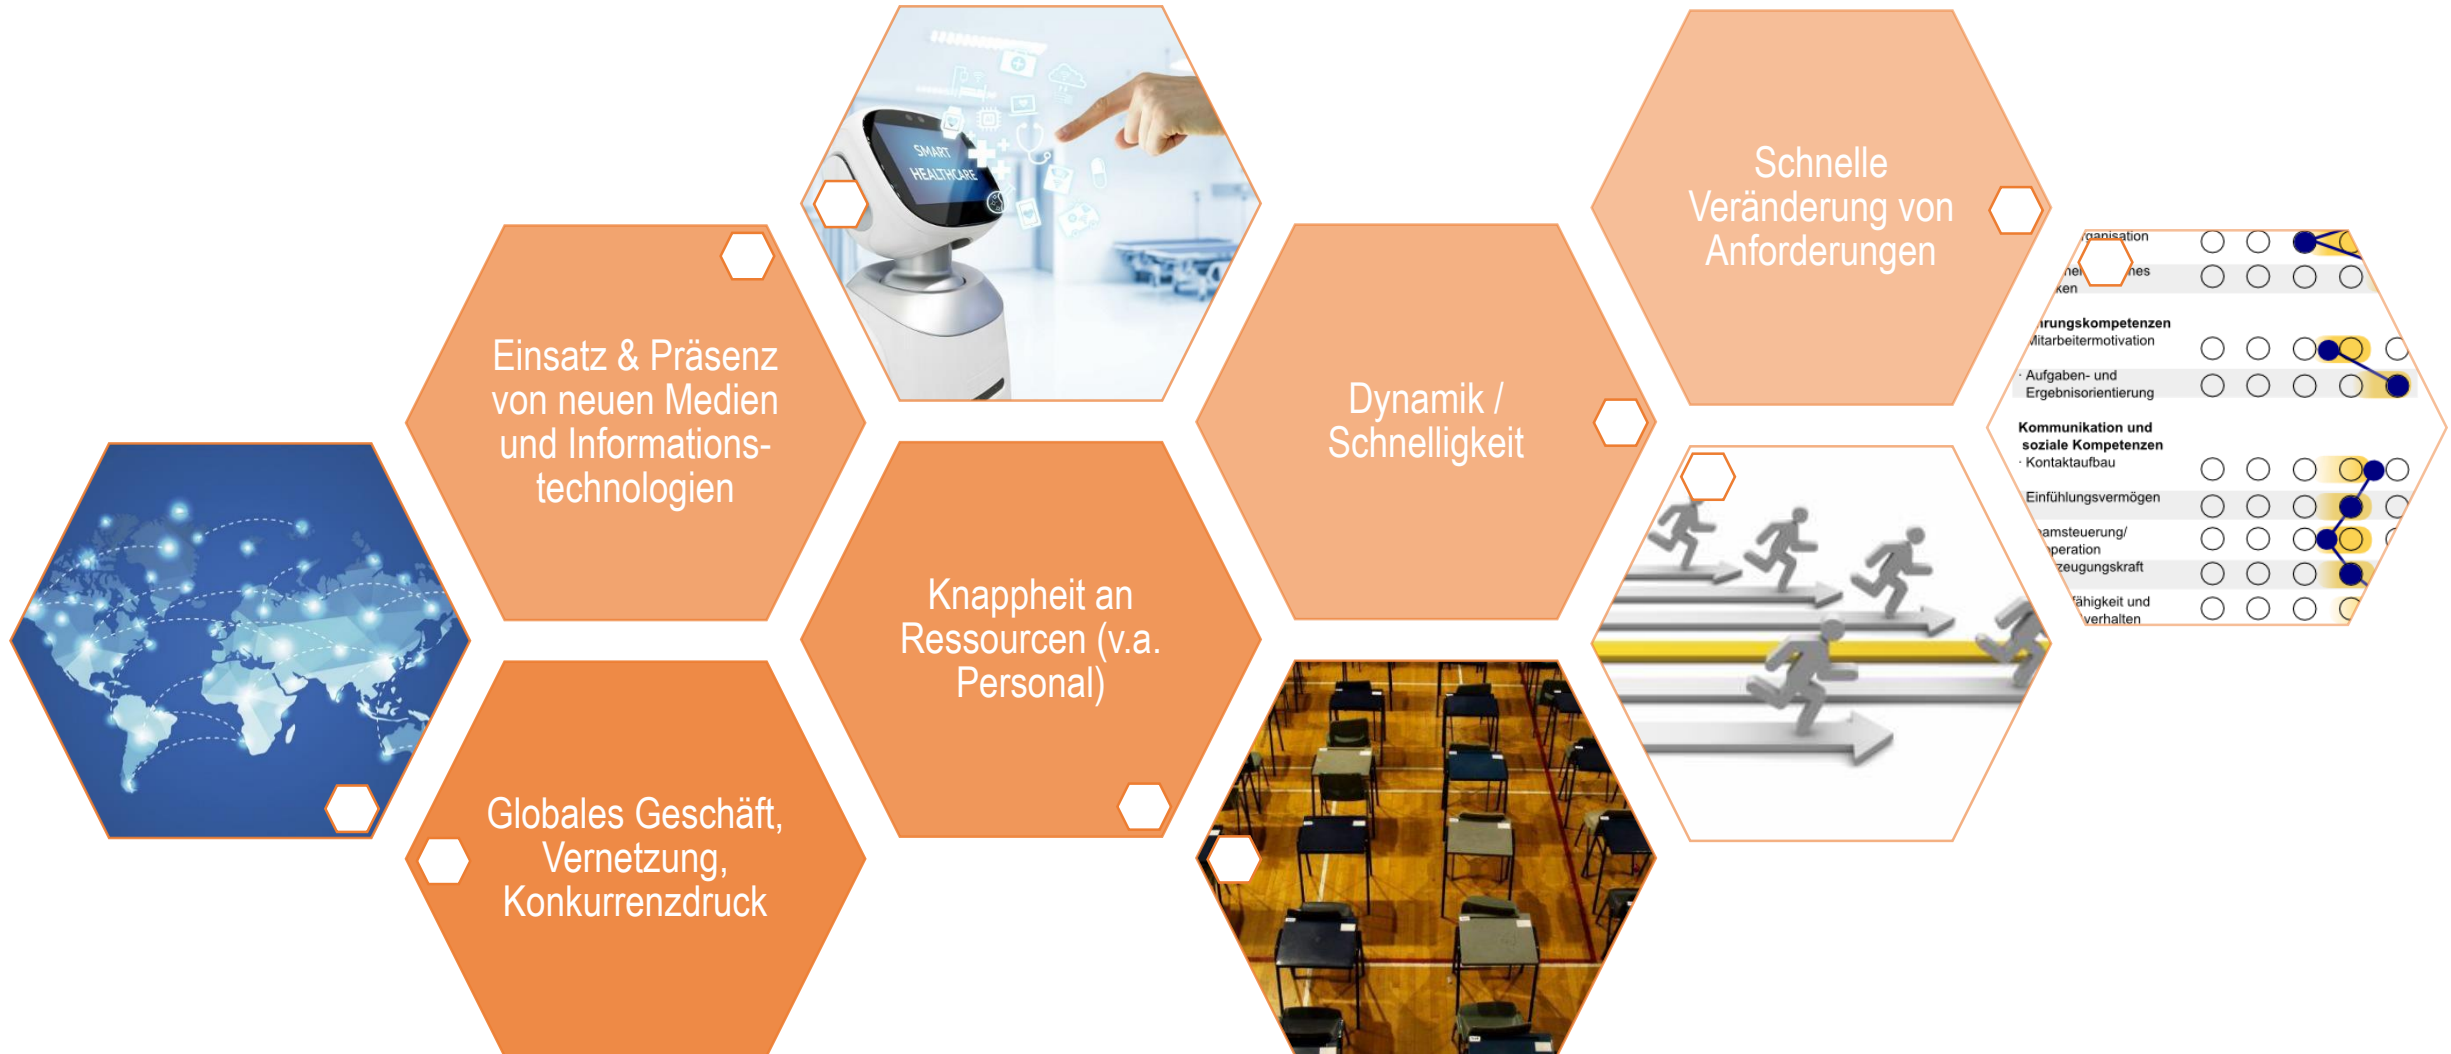 Einsatz & Präsenz
von neuen Medien
und Informations-
technologien
Globales Geschäft,
Vernetzung,
Konkurrenzdruck
SMART
HEALTHCARE
Knappheit an
Ressourcen (v.a.
Personal)
Dynamik /
Schnelligkeit
Schnelle
Veränderung von
Anforderungen
Mitarbeitermotivation
· Aufgaben- und
Ergebnisorientierung
Kommunikation und
soziale Kompetenzen
· Kontaktaufbau
Einfühlungsvermögen